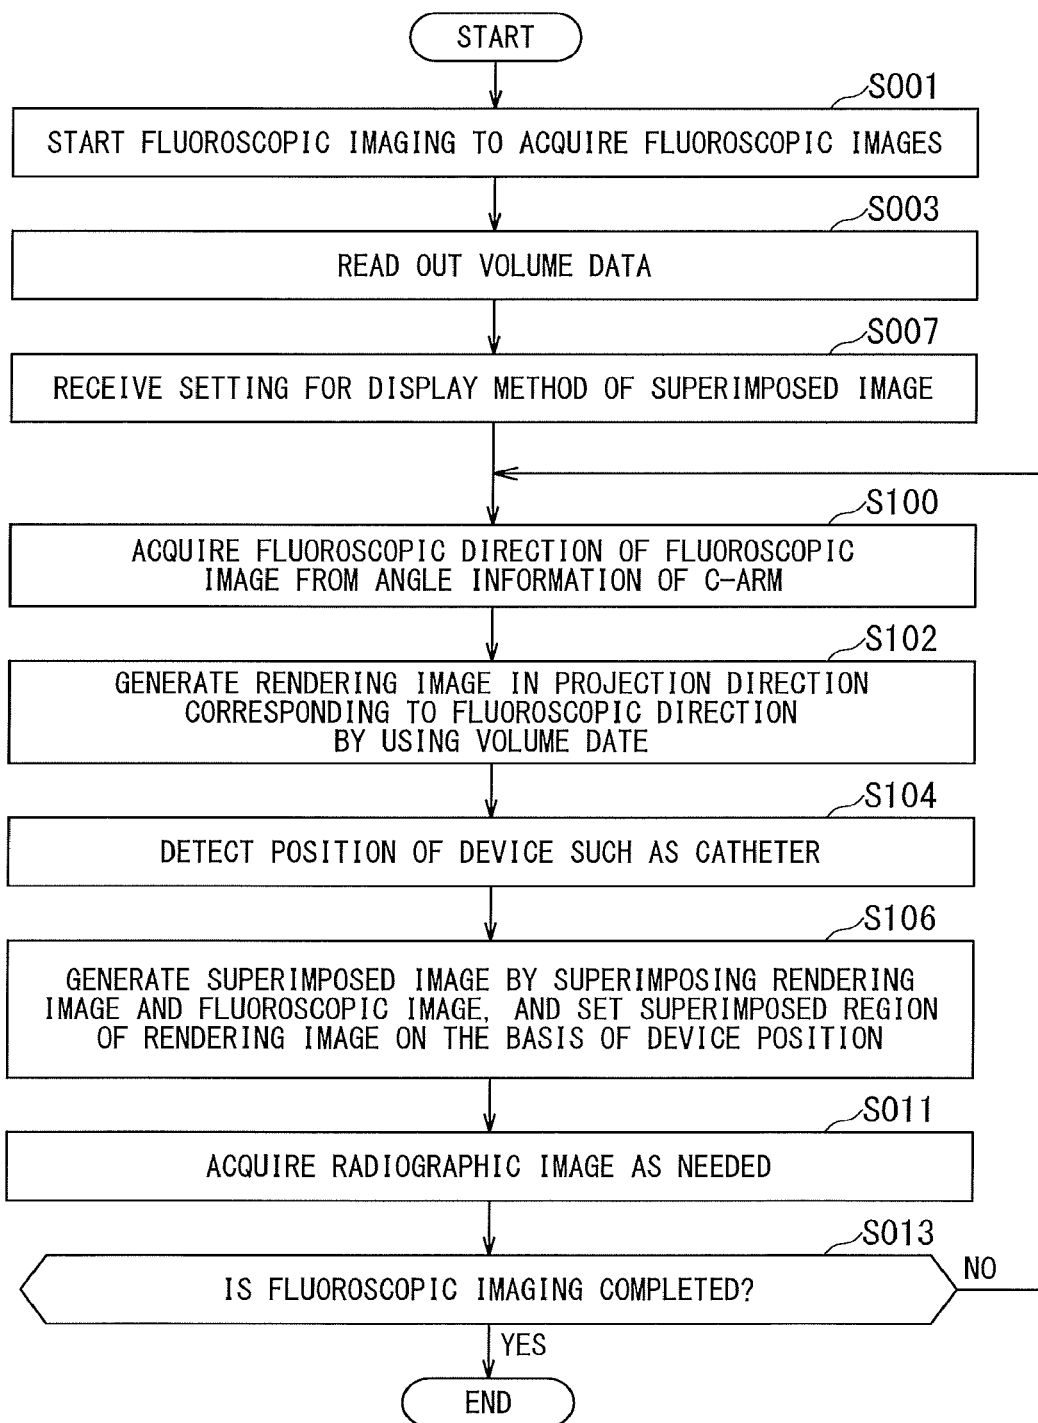 START
S001
START FLUOROSCOPIC IMAGING TO ACQUIRE FLUOROSCOPIC IMAGES
S003
READ OUT VOLUME DATA
S007
RECEIVE SETTING FOR DISPLAY METHOD OF SUPERIMPOSED IMAGE
S100
ACQUIRE FLUOROSCOPIC DIRECTION OF FLUOROSCOPIC
IMAGE FROM ANGLE INFORMATION OF C-ARM
S102
GENERATE RENDERING IMAGE IN PROJECTION DIRECTION
CORRESPONDING TO FLUOROSCOPIC DIRECTION
BY USING VOLUME DATE
S104
DETECT POSITION OF DEVICE SUCH AS CATHETER
S106
GENERATE SUPERIMPOSED IMAGE BY SUPERIMPOSING RENDERING
IMAGE AND FLUOROSCOPIC IMAGE, AND SET SUPERIMPOSED REGION
OF RENDERING IMAGE ON THE BASIS OF DEVICE POSITION
S011
ACQUIRE RADIOGRAPHIC IMAGE AS NEEDED
S013
IS FLUOROSCOPIC IMAGING COMPLETED?
NO
YES
END